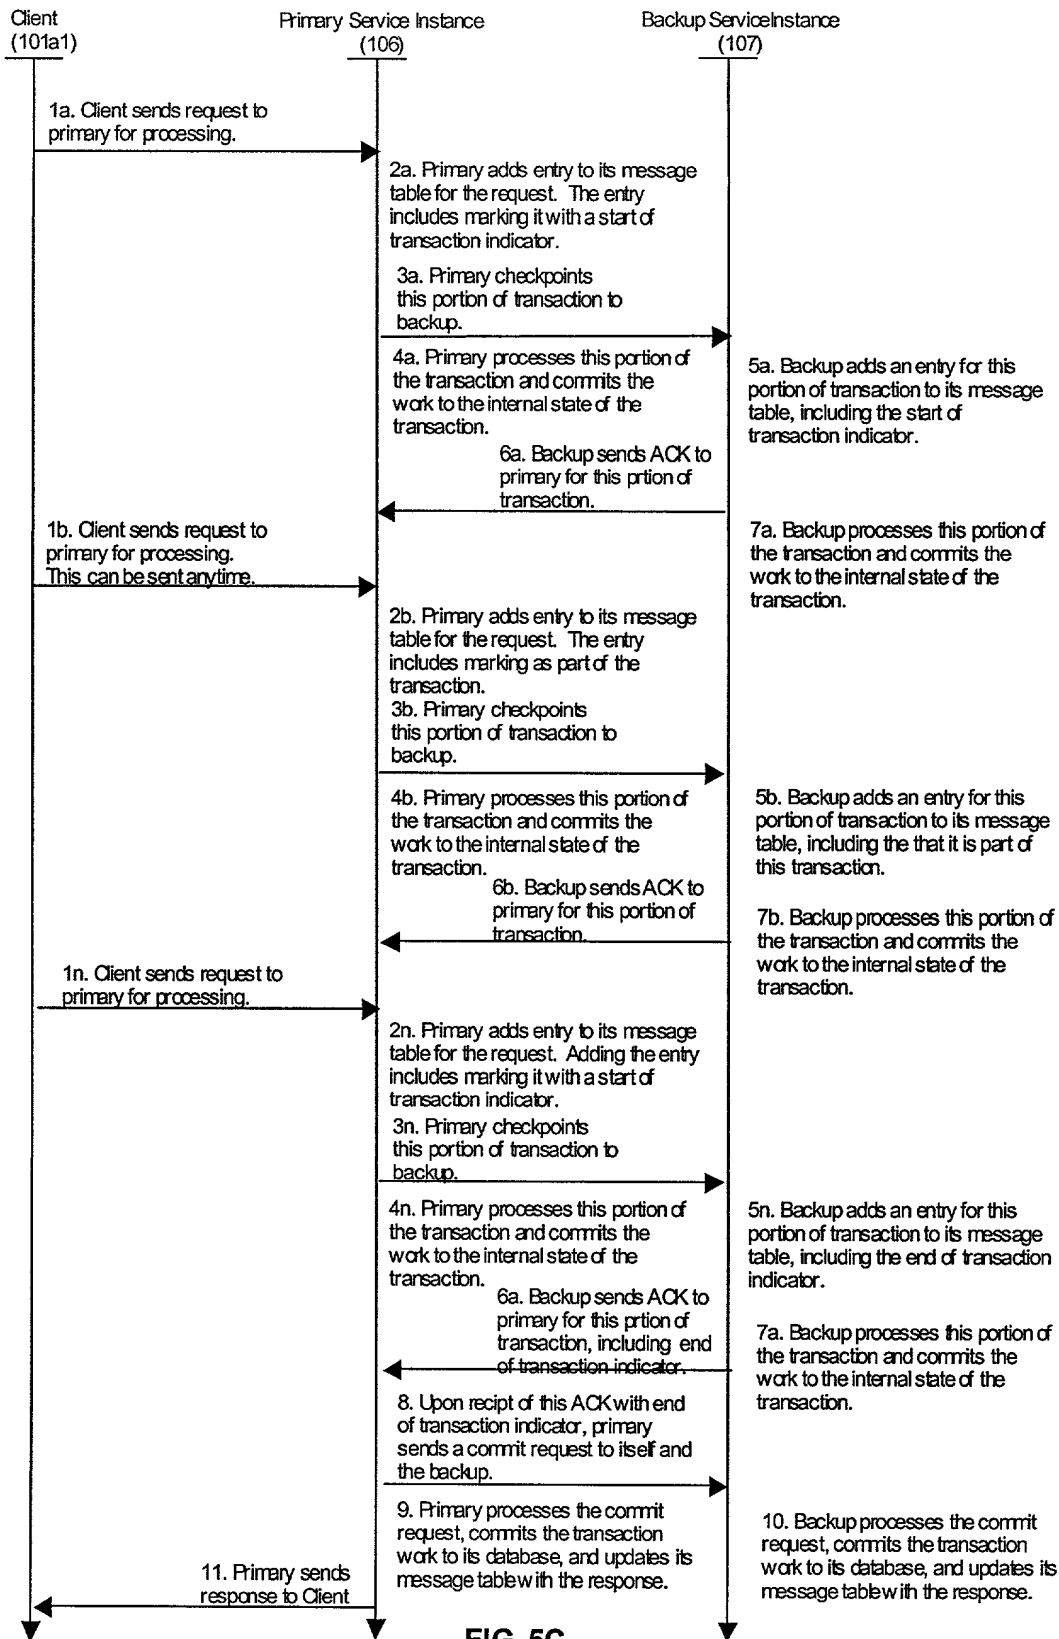 Client
(101a1)
Primary Service Instance
(106)
Backup ServiceInstance
(107)
1a. Client sends request to
primary for processing.
2a. Primary adds entry to its message
table for the request. The entry
includes marking it with a start of
transaction indicator.
3a. Primary checkpoints
this portion of transaction to
backup.
4a. Primary processes this portion of
the transaction and commits the
work to the internal state of the
transaction.
5a. Backup adds an entry for this
portion of transaction to its message
table, including the start of
transaction indicator.
6a. Backup sends ACK to
primary for this prtion of
transaction.
1b. Client sends request to
primary for processing.
This can be sent anytime.
7a. Backup processes this portion of
the transaction and commits the
work to the internal state of the
transaction.
2b. Primary adds entry to its message
table for the request. The entry
includes marking as part of the
transaction.
3b. Primary checkpoints
this portion of transaction to
backup.
4b. Primary processes this portion of
the transaction and commits the
work to the internal state of the
transaction.
5b. Backup adds an entry for this
portion of transaction to its message
table, including the that it is part of
this transaction.
6b. Backup sends ACK to
primary for this portion of
transaction.
7b. Backup processes this portion of
the transaction and commits the
work to the internal state of the
transaction.
1n. Client sends request to
primary for processing.
2n. Primary adds entry to its message
table for the request. Adding the entry
includes marking it with a start of
transaction indicator.
3n. Primary checkpoints
this portion of transaction to
backup.
4n. Primary processes this portion of
the transaction and commits the
work to the internal state of the
transaction.
5n. Backup adds an entry for this
portion of transaction to its message
table, including the end of transaction
indicator.
6a. Backup sends ACK to
primary for this prtion of
transaction, including end
of transaction indicator.
7a. Backup processes this portion of
the transaction and commits the
work to the internal state of the
transaction.
8. Upon recipt of this ACK with end
of transaction indicator, primary
sends a commit request to itself and
the backup.
9. Primary processes the commit
request, commits the transaction
work to its database, and updates its
message table with the response.
10. Backup processes the commit
request, commits the transaction
work to its database, and updates its
message table with the response.
11. Primary sends
response to Client
FIG. 5C